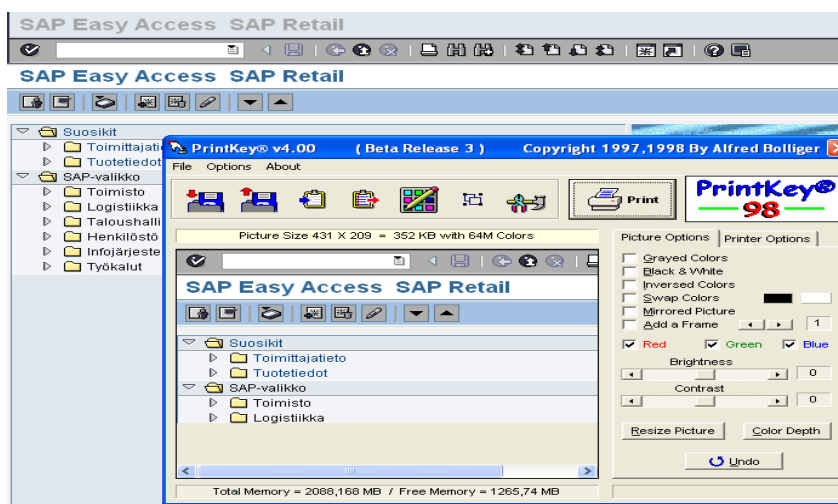 SAP Easy Access SAP Retail
SAP Easy Access SAP Retail
Suosikit
Toimittajati
Tuotetiedot
SAP-valikko
Toimisto
Logistiikka
Taloushalli
Henkilöstö
Infojärjeste
Työkalut
PrintKey® v4.00 ( Beta Release 3 ) Copyright 1997,1998 By Alfred Bolliger
File Options About
Print
PrintKey®
98
Picture Size 431 X 209 = 352 KB with 64M Colors
SAP Easy Access SAP Retail
Suosikit
Toimittajatieto
Tuotetiedot
SAP-valikko
Toimisto
Logistiikka
Total Memory = 2088,168 MB / Free Memory = 1265,74 MB
Picture Options Printer Options
Grayed Colors
Black & White
Inversed Colors
Swap Colors
Mirrored Picture
Add a Frame 1
Red Green Blue
Brightness
0
Contrast
0
Resize Picture Color Depth
Undo